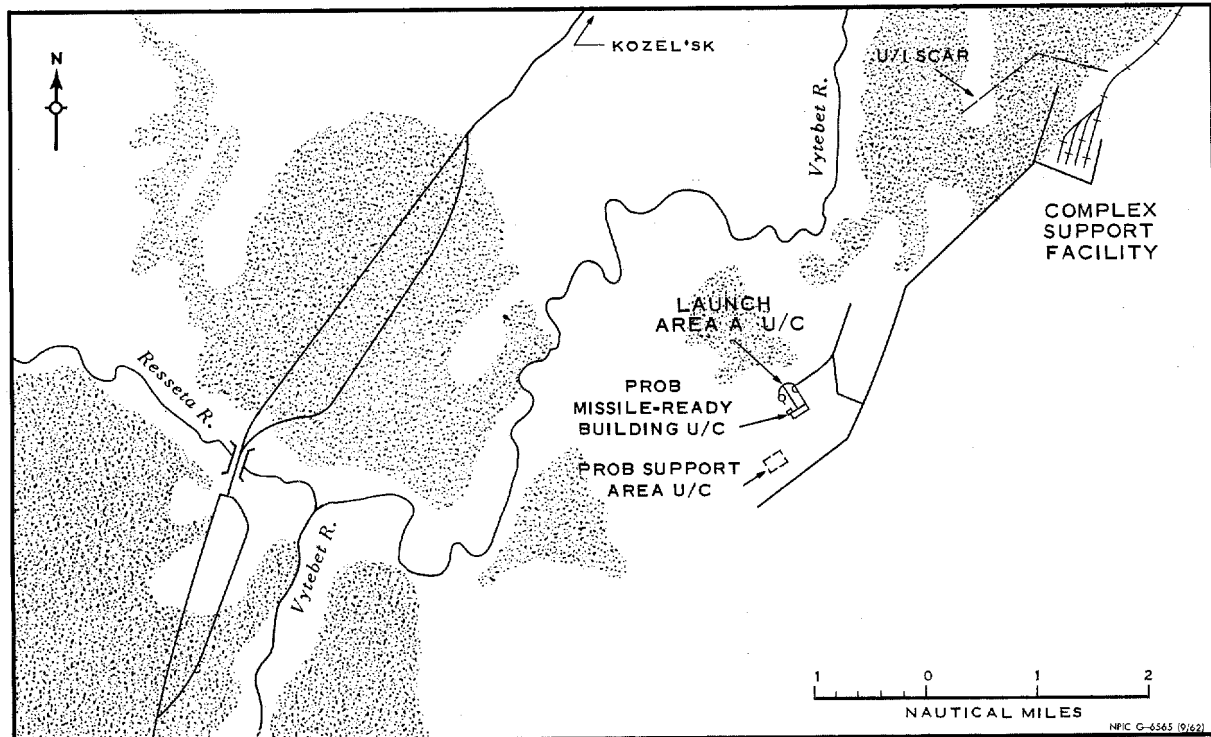 N
KOZEL'SK
U/I SCAR
Vytebet R.
COMPLEX
SUPPORT
FACILITY
LAUNCH
AREA A U/C
Resseta R.
PROB
MISSILE-READY
BUILDING U/C
PROB SUPPORT
AREA U/C
Vytebet R.
1 0 1 2
NAUTICAL MILES
NPIC G-6565 (9/62)